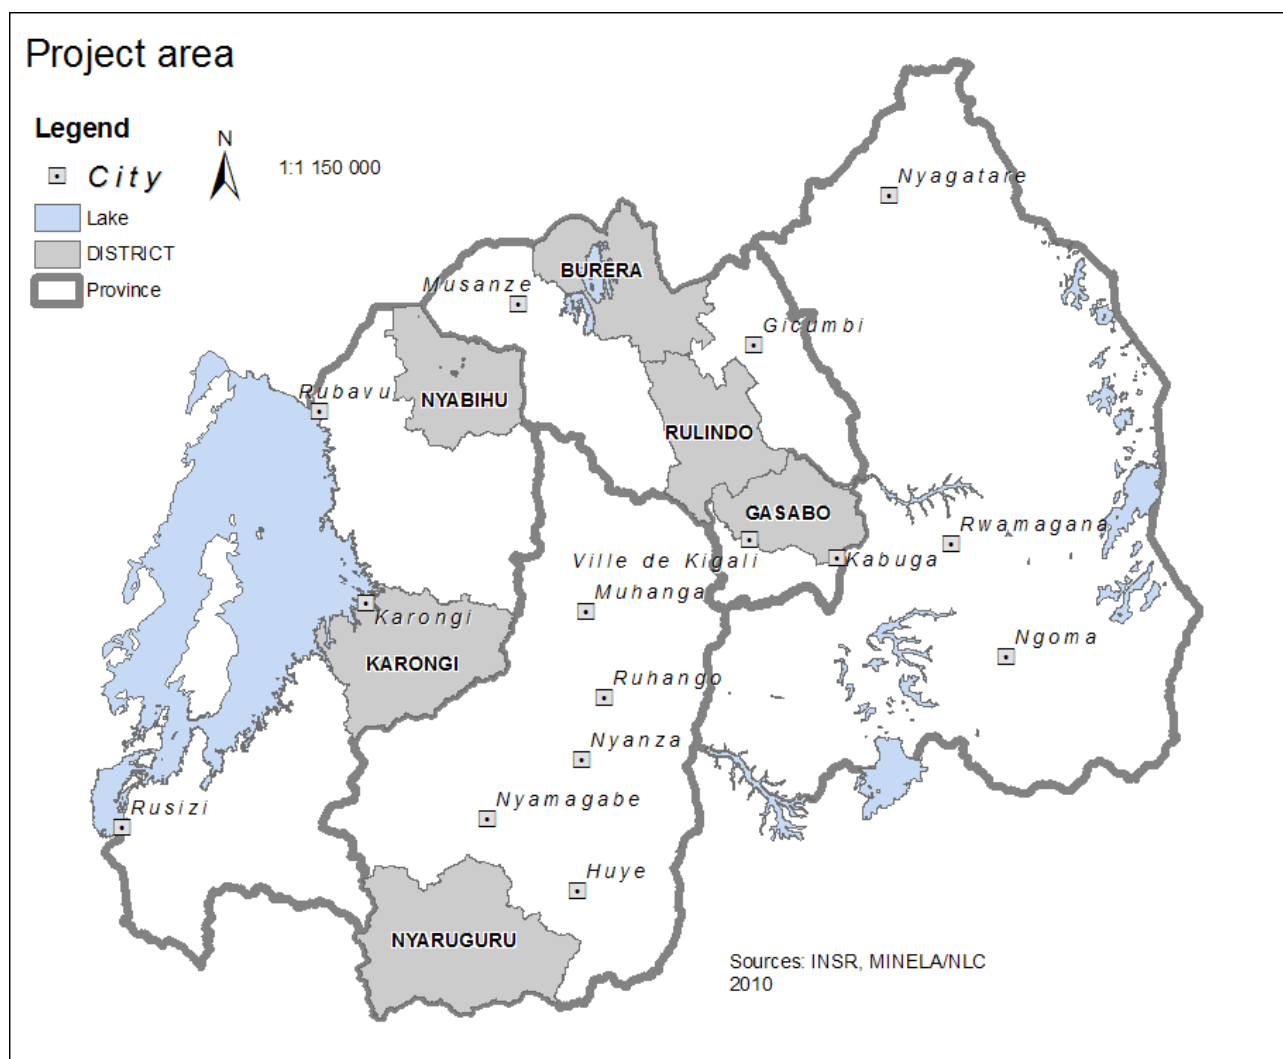 Project area
Legend
N
1:1 150 000
City
Lake
DISTRICT
Province
Nyagatare
BURERA
Musanze
Gicumbi
Rubavu
NYABIHU
RULINDO
GASABO
Rwamagana
Ville de Kigali
Kabuga
Muhanga
Karongi
Ngoma
KARONGI
Ruhango
Nyanza
Nyamagabe
Rusizi
Huye
NYARUGURU
Sources: INSR, MINELA/NLC
2010